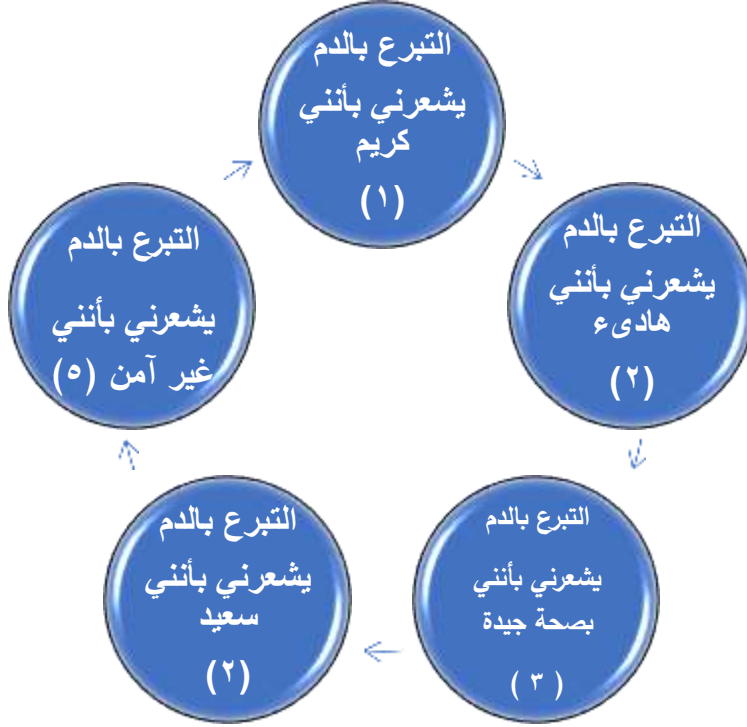 التبرع بالدم
يشعرني بأنني
كريم
(١)
التبرع بالدم
يشعرني بأنني
هادىء
(٢)
التبرع بالدم
يشعرني بأنني
بصحة جيدة
( ٣ )
التبرع بالدم
يشعرني بأنني
سعيد
(٢)
التبرع بالدم
يشعرني بأنني
غير آمن (٥)